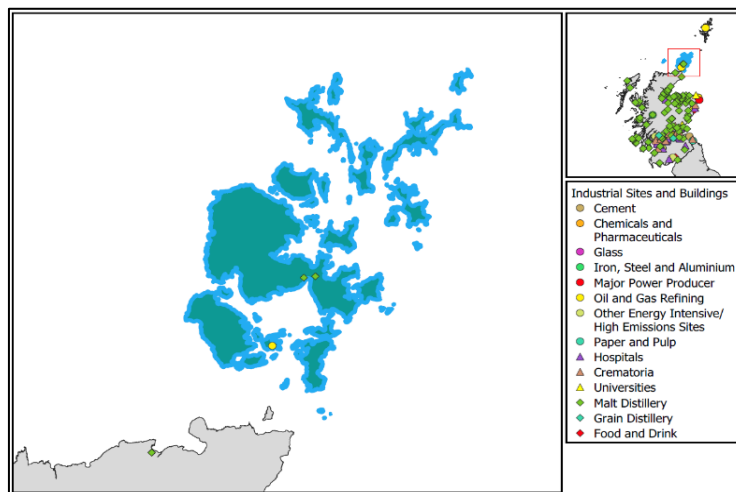 Industrial Sites and Buildings
Cement
Chemicals and
Pharmaceuticals
Glass
Iron, Steel and Aluminium
Major Power Producer
Oil and Gas Refining
Other Energy Intensive/
High Emissions Sites
Paper and Pulp
Hospitals
Crematoria
Universities
Malt Distillery
Grain Distillery
Food and Drink